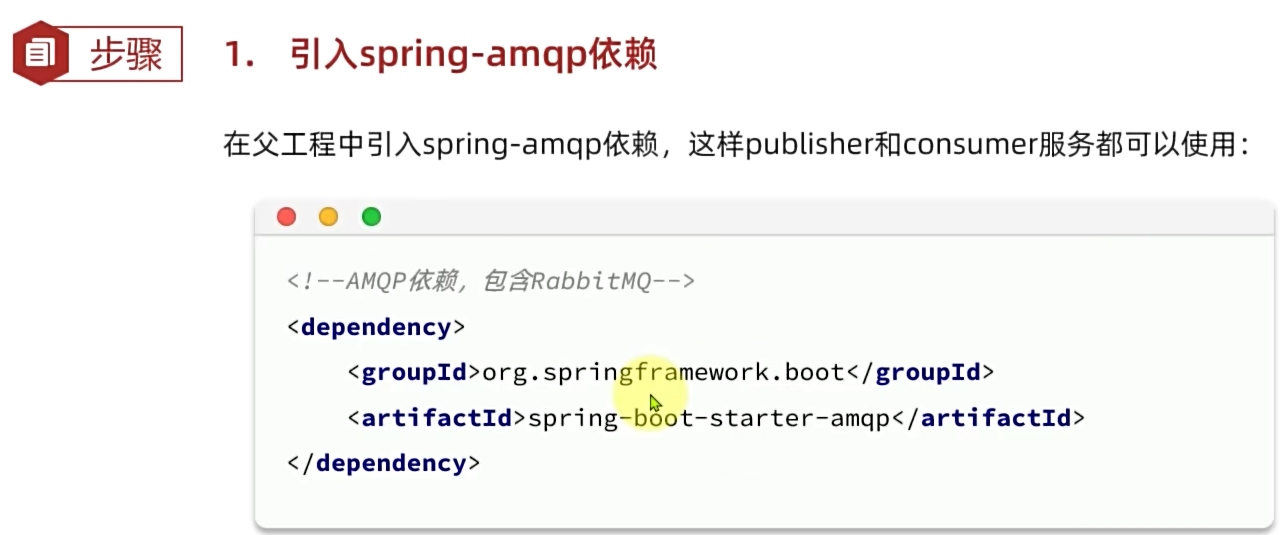 步骤
1. 引入spring-amqp依赖
在父工程中引入spring-amqp依赖，这样publisher和consumer服务都可以使用：
<!--AMQP依赖，包含RabbitMQ-->
<dependency>
    <groupId>org.springframework.boot</groupId>
    <artifactId>spring-boot-starter-amqp</artifactId>
</dependency>